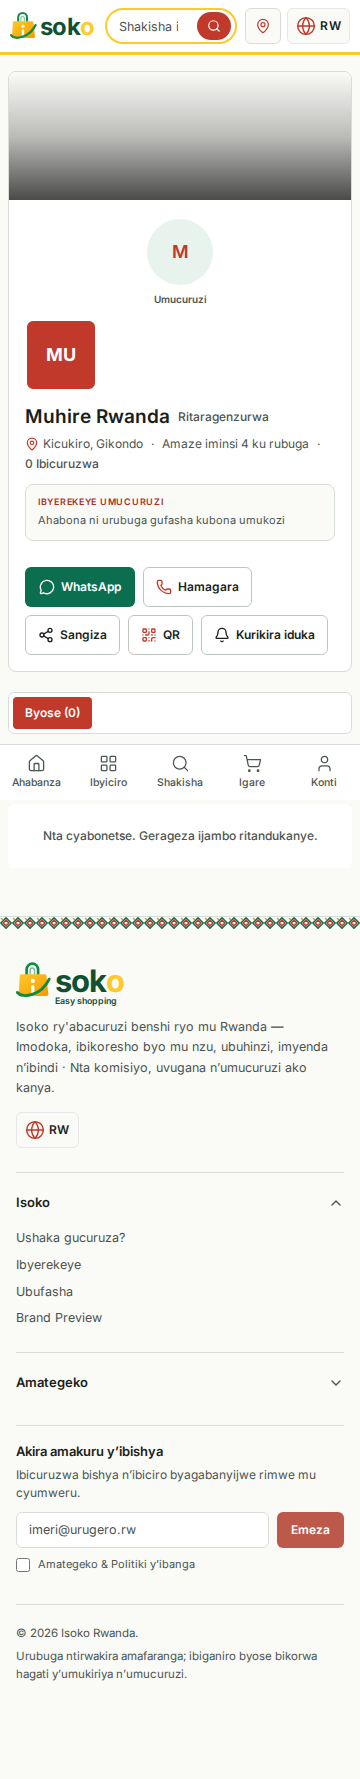 soko
Shakisha i
RW
M
Umucuruzi
MU
Muhire Rwanda Ritaragenzurwa
Kicukiro, Gikondo · Amaze iminsi 4 ku rubuga ·
0 Ibicuruzwa
IBYEREKEYE UMUCURUZI
Ahabona ni urubuga gufasha kubona umukozi
WhatsApp
Hamagara
Sangiza
QR
Kurikira iduka
Byose (0)
Ahabanza
Ibyiciro
Shakisha
Igare
Konti
Nta cyabonetse. Gerageza ijambo ritandukanye.
soko
Easy shopping
Isoko ry'abacuruzi benshi ryo mu Rwanda —
Imodoka, ibikoresho byo mu nzu, ubuhinzi, imyenda
n’ibindi · Nta komisiyo, uvugana n’umucuruzi ako
kanya.
RW
Isoko
Ushaka gucuruza?
Ibyerekeye
Ubufasha
Brand Preview
Amategeko
Akira amakuru y’ibishya
Ibicuruzwa bishya n’ibiciro byagabanyijwe rimwe mu
cyumweru.
imeri@urugero.rw
Emeza
Amategeko & Politiki y’ibanga
© 2026 Isoko Rwanda.
Urubuga ntirwakira amafaranga; ibiganiro byose bikorwa
hagati y’umukiriya n’umucuruzi.